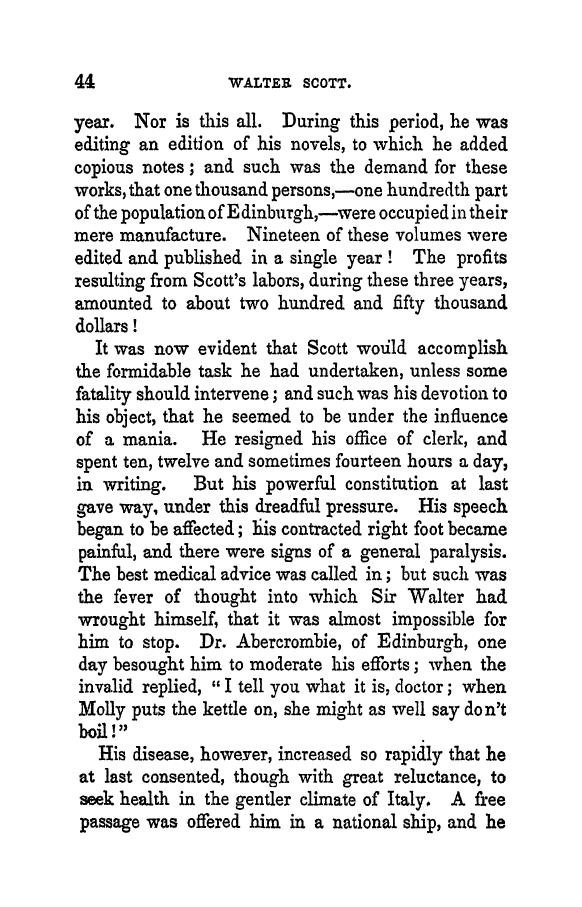 44 WALTER SCOTT.
year. Nor is this all. During this period, he was
editing an edition of his novels, to which he added
copious notes; and such was the demand for these
works, that one thousand persons,—one hundredth part
of the population of Edinburgh,—were occupied in their
mere manufacture. Nineteen of these volumes were
edited and published in a single year! The profits
resulting from Scott's labors, during these three years,
amounted to about two hundred and fifty thousand
dollars!
It was now evident that Scott would accomplish
the formidable task he had undertaken, unless some
fatality should intervene; and such was his devotion to
his object, that he seemed to be under the influence
of a mania. He resigned his office of clerk, and
spent ten, twelve and sometimes fourteen hours a day,
in writing. But his powerful constitution at last
gave way, under this dreadful pressure. His speech
began to be affected; his contracted right foot became
painful, and there were signs of a general paralysis.
The best medical advice was called in; but such was
the fever of thought into which Sir Walter had
wrought himself, that it was almost impossible for
him to stop. Dr. Abercrombie, of Edinburgh, one
day besought him to moderate his efforts; when the
invalid replied, "I tell you what it is, doctor; when
Molly puts the kettle on, she might as well say don't
boil!"
His disease, however, increased so rapidly that he
at last consented, though with great reluctance, to
seek health in the gentler climate of Italy. A free
passage was offered him in a national ship, and he